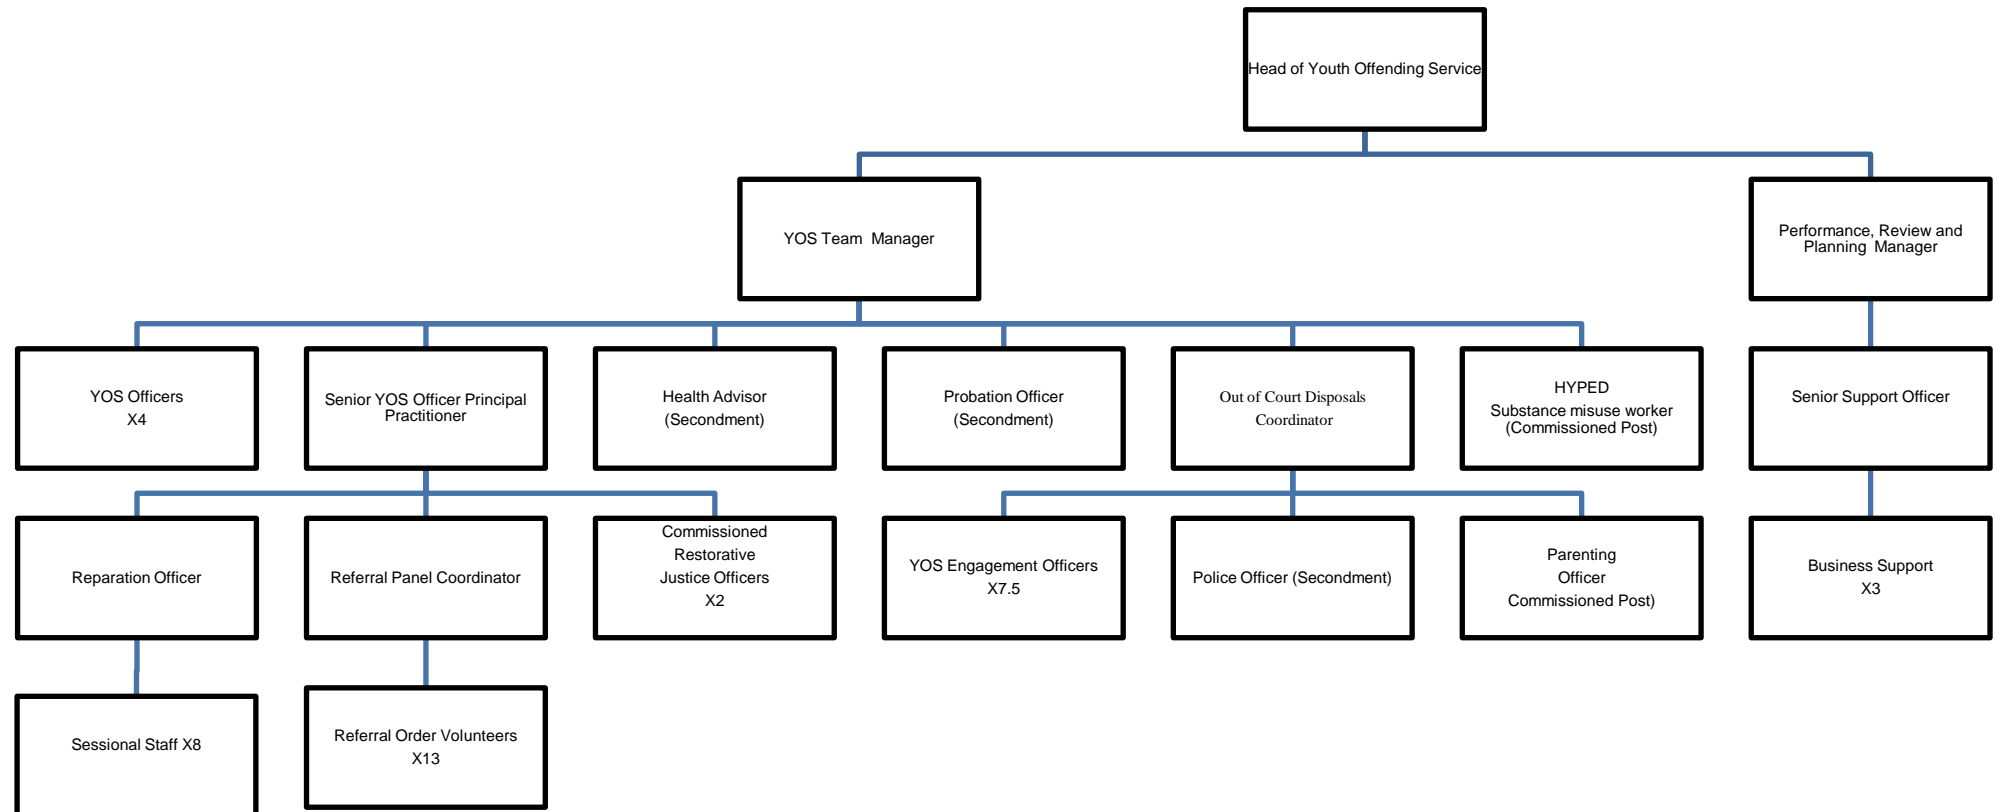 Head of Youth Offending Service
YOS Team Manager
Performance, Review and
Planning Manager
YOS Officers
X4
Senior YOS Officer Principal
Practitioner
Health Advisor
(Secondment)
Probation Officer
(Secondment)
Out of Court Disposals
Coordinator
HYPED
Substance misuse worker
(Commissioned Post)
Senior Support Officer
Reparation Officer
Referral Panel Coordinator
Commissioned
Restorative
Justice Officers
X2
YOS Engagement Officers
X7.5
Police Officer (Secondment)
Parenting
Officer
Commissioned Post)
Business Support
X3
Sessional Staff X8
Referral Order Volunteers
X13